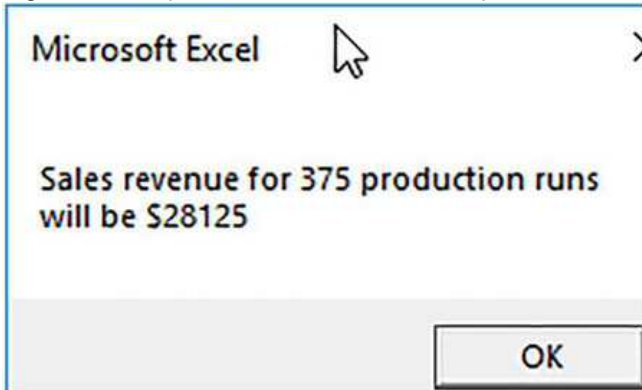 Microsoft Excel
Sales revenue for 375 production runs
will be $28125
OK